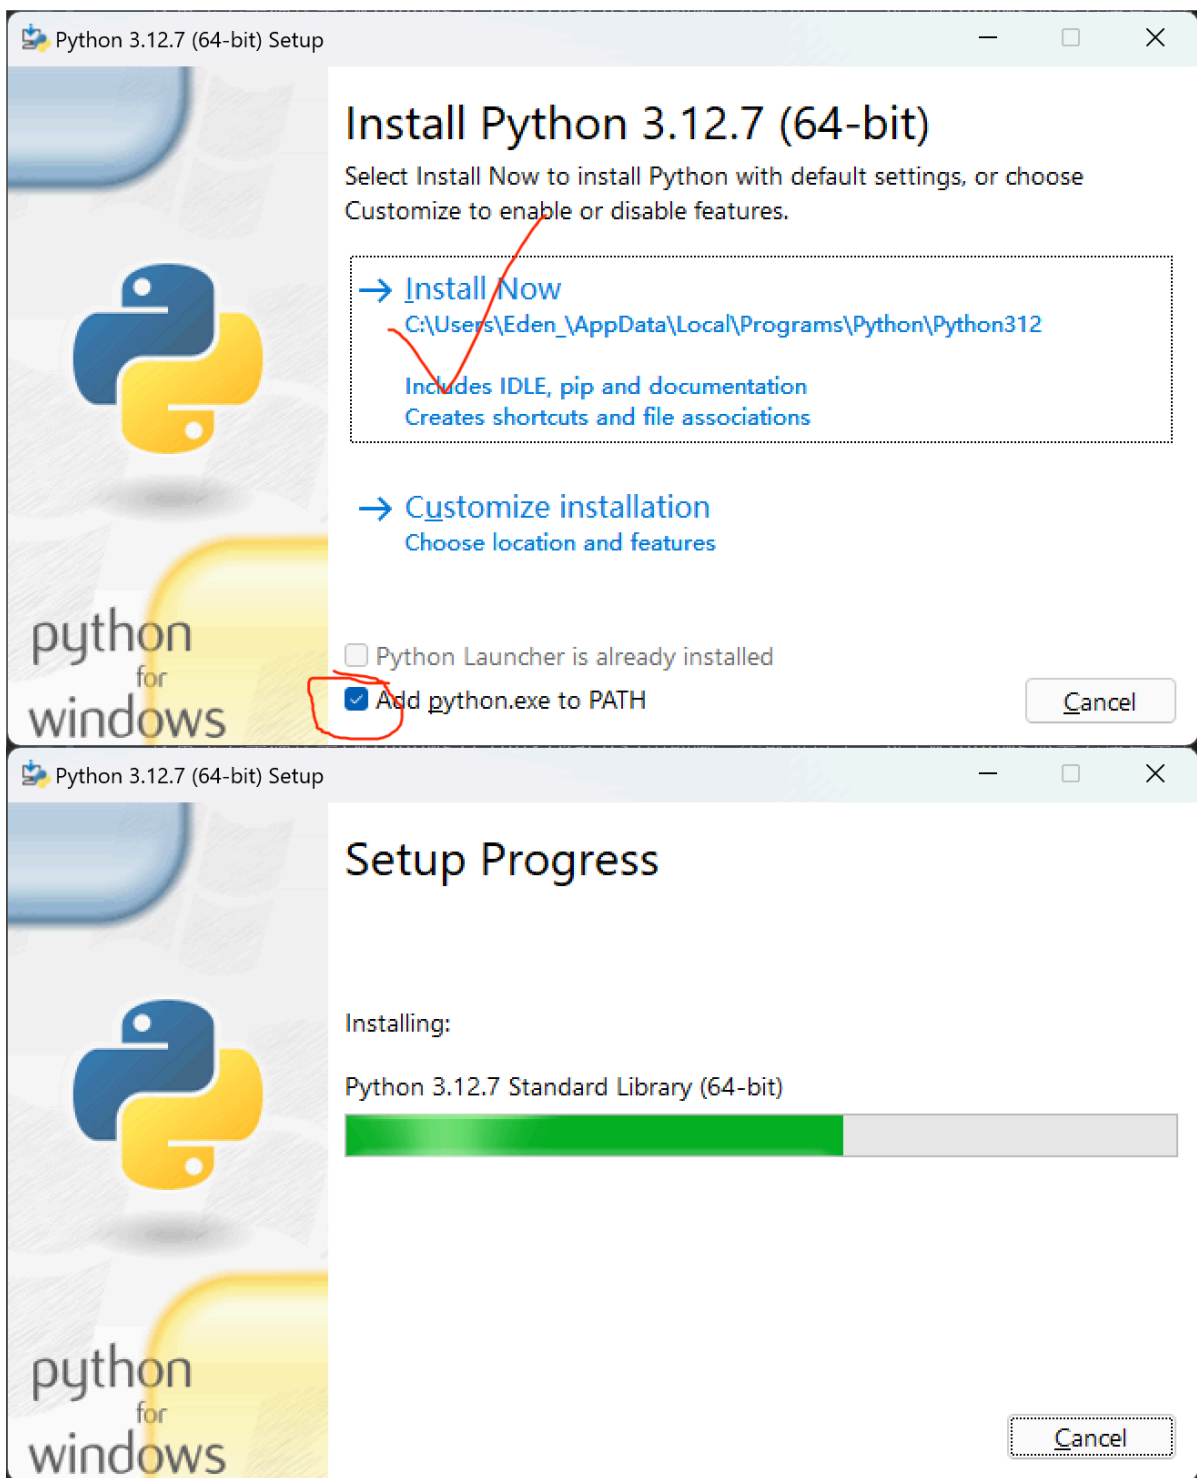 Python 3.12.7 (64-bit) Setup
Install Python 3.12.7 (64-bit)
Select Install Now to install Python with default settings, or choose
Customize to enable or disable features.
Install Now
C:\Users\Eden_\AppData\Local\Programs\Python\Python312
Includes IDLE, pip and documentation
Creates shortcuts and file associations
Customize installation
Choose location and features
python
for
windows
Python Launcher is already installed
Add python.exe to PATH
Cancel
Python 3.12.7 (64-bit) Setup
Setup Progress
Installing:
Python 3.12.7 Standard Library (64-bit)
python
for
windows
Cancel